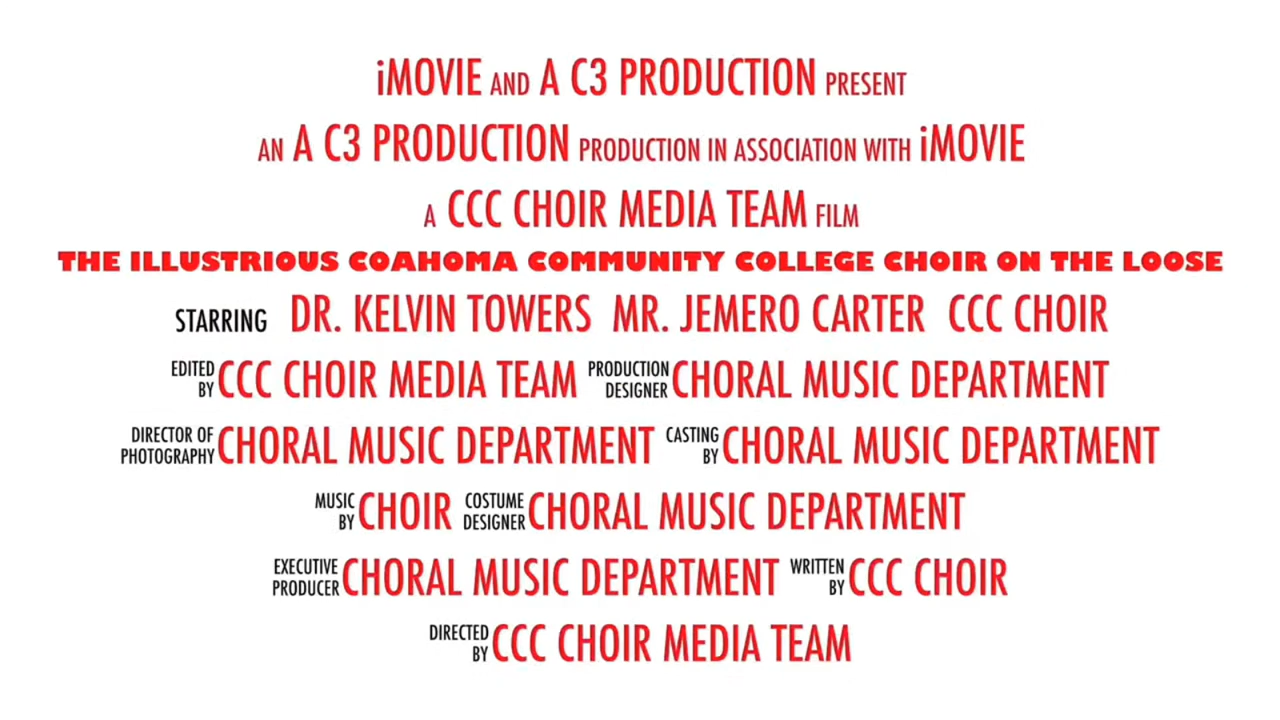 iMOVIE AND A C3 PRODUCTION PRESENT
AN A C3 PRODUCTION PRODUCTION IN ASSOCIATION WITH iMOVIE
A CCC CHOIR MEDIA TEAM FILM
THE ILLUSTRIOUS COAHOMA COMMUNITY COLLEGE CHOIR ON THE LOOSE
STARRING DR. KELVIN TOWERS MR. JEMERO CARTER CCC CHOIR
EDITED BY CCC CHOIR MEDIA TEAM PRODUCTION DESIGNER CHORAL MUSIC DEPARTMENT
DIRECTOR OF PHOTOGRAPHY CHORAL MUSIC DEPARTMENT CASTING BY CHORAL MUSIC DEPARTMENT
MUSIC BY CHOIR COSTUME DESIGNER CHORAL MUSIC DEPARTMENT
EXECUTIVE PRODUCER CHORAL MUSIC DEPARTMENT WRITTEN BY CCC CHOIR
DIRECTED BY CCC CHOIR MEDIA TEAM